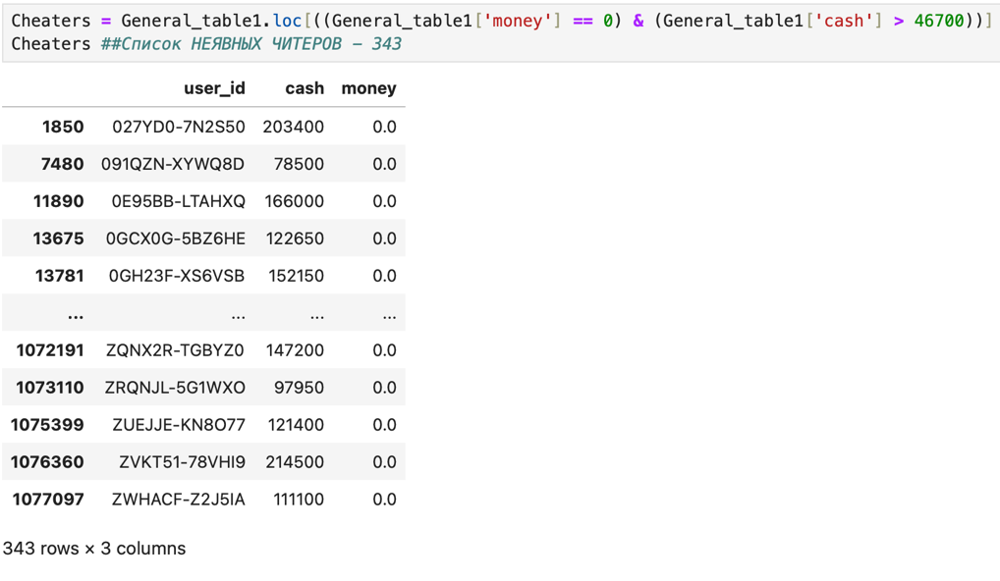 Cheaters = General_table1.loc[((General_table1['money'] == 0) & (General_table1['cash'] > 46700))]
Cheaters ##Список НЕЯВНЫХ ЧИТЕРОВ - 343
user_id cash money
1850 027YD0-7N2S50 203400 0.0
7480 091QZN-XYWQ8D 78500 0.0
11890 0E95BB-LTAHXQ 166000 0.0
13675 0GCX0G-5BZ6HE 122650 0.0
13781 0GH23F-XS6VSB 152150 0.0
... ... ... ...
1072191 ZQNX2R-TGBYZ0 147200 0.0
1073110 ZRQNJL-5G1WXO 97950 0.0
1075399 ZUEJJE-KN8O77 121400 0.0
1076360 ZVKT51-78VHI9 214500 0.0
1077097 ZWHACF-Z2J5IA 111100 0.0
343 rows × 3 columns